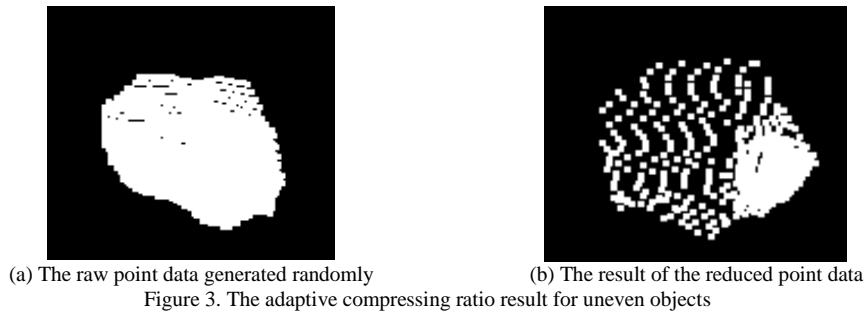 (a) The raw point data generated randomly
(b) The result of the reduced point data
Figure 3. The adaptive compressing ratio result for uneven objects